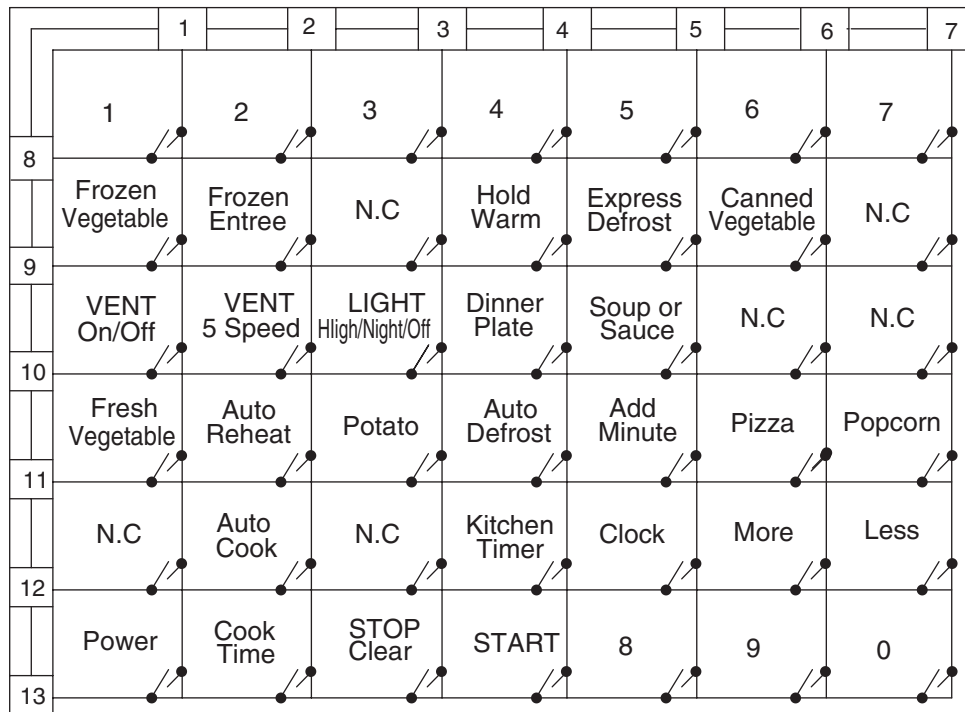 1 2 3 4 5 6 7
1 2 3 4 5 6 7
8
Frozen
Vegetable
Frozen
Entree
N.C
Hold
Warm
Express
Defrost
Canned
Vegetable
N.C
9
VENT
On/Off
VENT
5 Speed
LIGHT
HIigh/Night/Off
Dinner
Plate
Soup or
Sauce
N.C
N.C
10
Fresh
Vegetable
Auto
Reheat
Potato
Auto
Defrost
Add
Minute
Pizza
Popcorn
11
N.C
Auto
Cook
N.C
Kitchen
Timer
Clock
More
Less
12
Power
Cook
Time
STOP
Clear
START
8
9
0
13